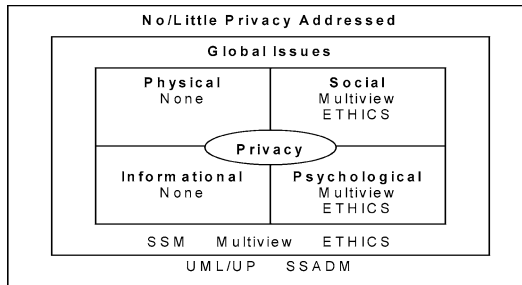 No/Little Privacy Addressed
Global Issues
Physical
None
Social
Multiview
ETHICS
Privacy
Informational
None
Psychological
Multiview
ETHICS
SSM Multiview ETHICS
UML/UP SSADM